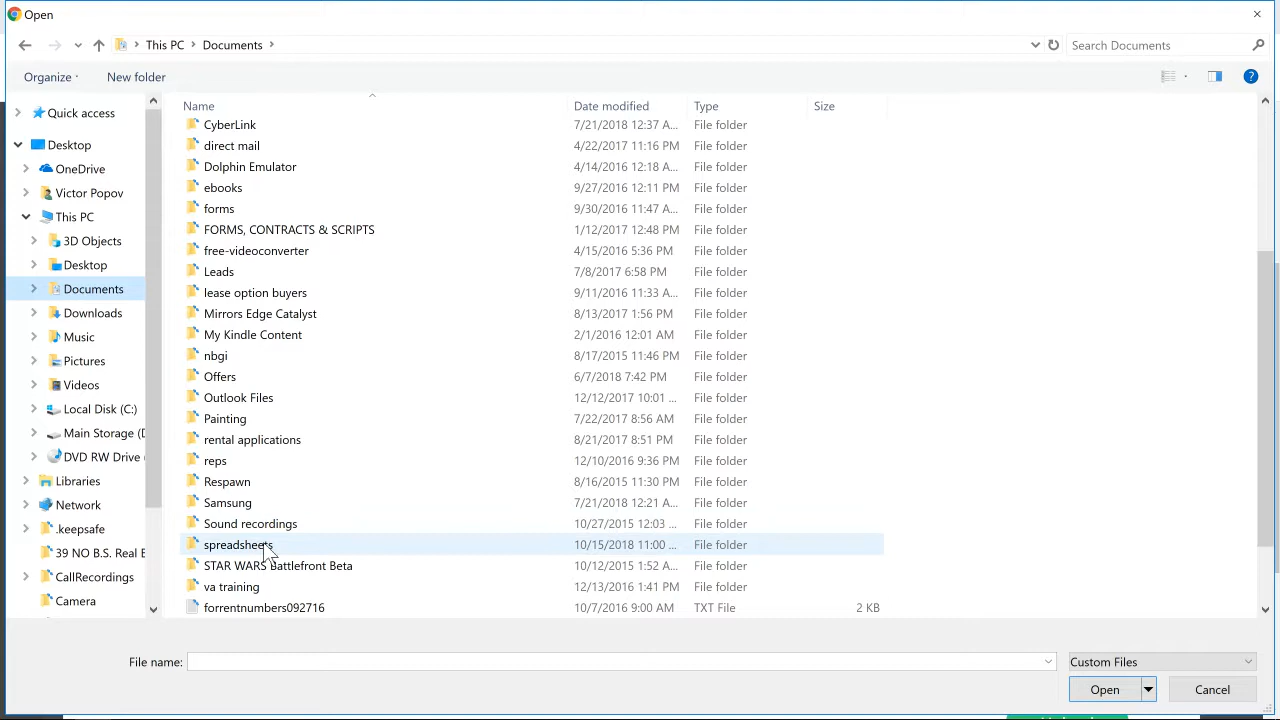 Open
This PC
Documents
Search Documents
Organize
New folder
Quick access
Desktop
OneDrive
Victor Popov
This PC
3D Objects
Desktop
Documents
Downloads
Music
Pictures
Videos
Local Disk (C:)
Main Storage (D
DVD RW Drive (
Libraries
Network
.keepsafe
39 NO B.S. Real E
CallRecordings
Camera
Name Date modified Type Size
CyberLink 7/21/2018 12:37 A... File folder
direct mail 4/22/2017 11:16 PM File folder
Dolphin Emulator 4/14/2016 12:18 A... File folder
ebooks 9/27/2016 12:11 PM File folder
forms 9/30/2016 11:47 A... File folder
FORMS, CONTRACTS & SCRIPTS 1/12/2017 12:48 PM File folder
free-videoconverter 4/15/2016 5:36 PM File folder
Leads 7/8/2017 6:58 PM File folder
lease option buyers 9/11/2016 11:33 A... File folder
Mirrors Edge Catalyst 8/13/2017 1:56 PM File folder
My Kindle Content 2/1/2016 12:01 AM File folder
nbgi 8/17/2015 11:46 PM File folder
Offers 6/7/2018 7:42 PM File folder
Outlook Files 12/12/2017 10:01 ... File folder
Painting 7/22/2017 8:56 AM File folder
rental applications 8/21/2017 8:51 PM File folder
reps 12/10/2016 9:36 PM File folder
Respawn 8/16/2015 11:30 PM File folder
Samsung 7/21/2018 12:21 A... File folder
Sound recordings 10/27/2015 12:03 ... File folder
spreadsheets 10/15/2018 11:00 ... File folder
STAR WARS Battlefront Beta 10/12/2015 1:52 A... File folder
va training 12/13/2016 1:41 PM File folder
forrentnumbers092716 10/7/2016 9:00 AM TXT File 2 KB
File name:
Custom Files
Open
Cancel